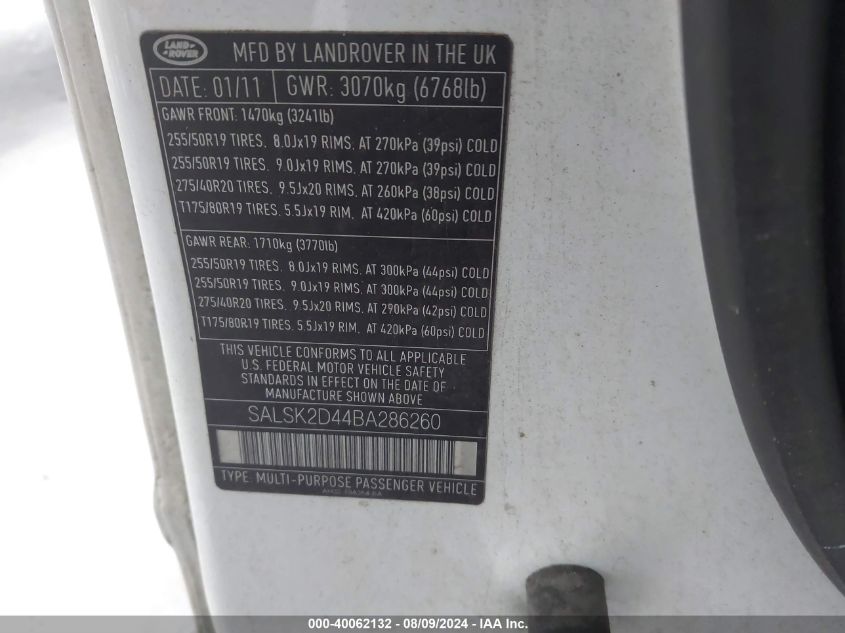 LAND-
ROVER
MFD BY LANDROVER IN THE UK
DATE: 01/11 GWR: 3070kg (6768lb)
GAWR FRONT: 1470kg (3241lb)
255/50R19 TIRES. 8.0Jx19 RIMS. AT 270kPa (39psi) COLD
255/50R19 TIRES. 9.0Jx19 RIMS. AT 270kPa (39psi) COLD
275/40R20 TIRES. 9.5Jx20 RIMS. AT 260kPa (38psi) COLD
T175/80R19 TIRES. 5.5Jx19 RIM. AT 420kPa (60psi) COLD
GAWR REAR: 1710kg (3770lb)
255/50R19 TIRES. 8.0Jx19 RIMS. AT 300kPa (44psi) COLD
255/50R19 TIRES. 9.0Jx19 RIMS. AT 300kPa (44psi) COLD
275/40R20 TIRES. 9.5Jx20 RIMS. AT 290kPa (42psi) COLD
T175/80R19 TIRES. 5.5Jx19 RIM. AT 420kPa (60psi) COLD
THIS VEHICLE CONFORMS TO ALL APPLICABLE
U.S. FEDERAL MOTOR VEHICLE SAFETY
STANDARDS IN EFFECT ON THE DATE OF
MANUFACTURE SHOWN ABOVE
SALSK2D44BA286260
TYPE: MULTI-PURPOSE PASSENGER VEHICLE
000-40062132 - 08/09/2024 - IAA Inc.